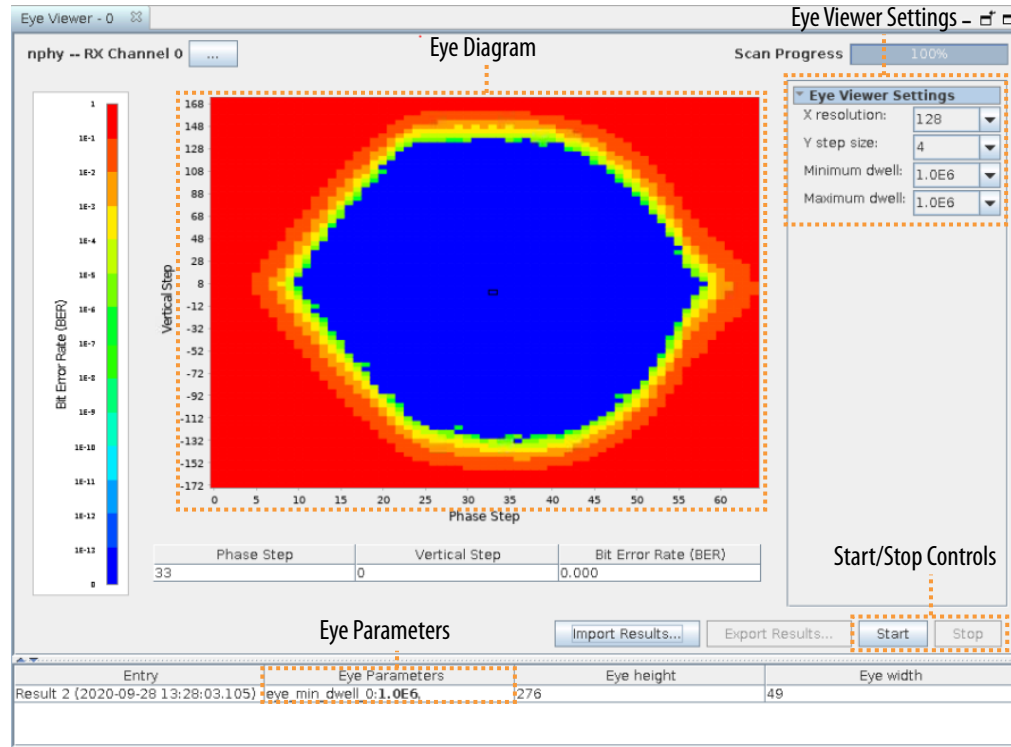 Eye Viewer - 0
Eye Viewer Settings
nphy -- RX Channel 0
...
Eye Diagram
Scan Progress
100%
Eye Viewer Settings
X resolution:
128
Y step size:
4
Minimum dwell:
1.0E6
Maximum dwell:
1.0E6
Bit Error Rate (BER)
1
1E-1
1E-2
1E-3
1E-4
1E-5
1E-6
1E-7
1E-8
1E-9
1E-10
1E-11
1E-12
1E-13
0
Vertical Step
168
148
128
108
88
68
48
28
8
-12
-32
-52
-72
-92
-112
-132
-152
-172
0 5 10 15 20 25 30 35 40 45 50 55 60
Phase Step
Phase Step Vertical Step Bit Error Rate (BER)
33 0 0.000
Start/Stop Controls
Eye Parameters
Import Results... Export Results... Start Stop
Entry Eye Parameters Eye height Eye width
Result 2 (2020-09-28 13:28:03.105) eye_min_dwell_0:1.0E6, 276 49